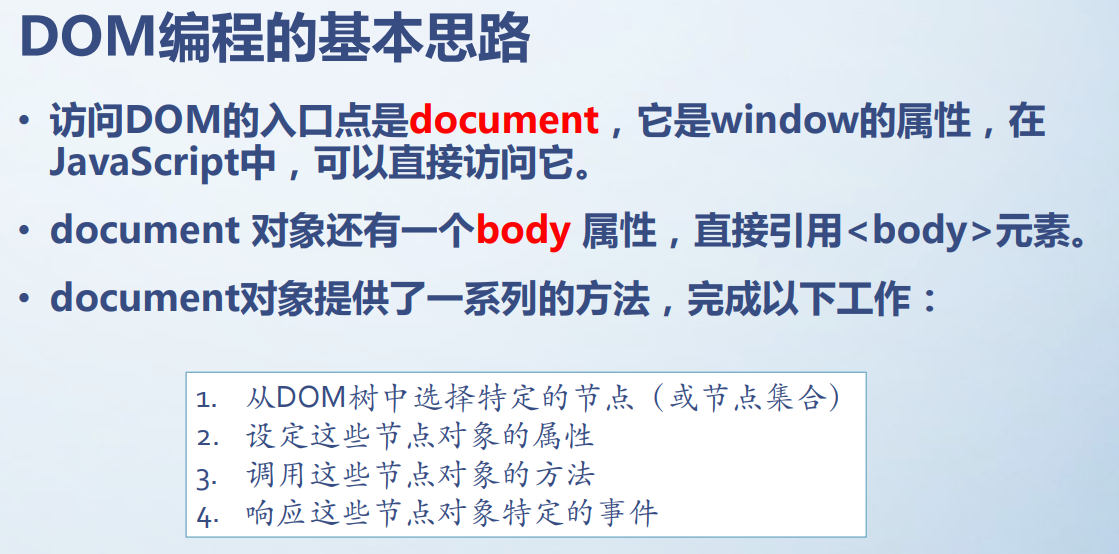 DOM编程的基本思路
• 访问DOM的入口点是document，它是window的属性，在
JavaScript中，可以直接访问它。
• document 对象还有一个body 属性，直接引用<body>元素。
• document对象提供了一系列的方法，完成以下工作：
1. 从DOM树中选择特定的节点（或节点集合）
2. 设定这些节点对象的属性
3. 调用这些节点对象的方法
4. 响应这些节点对象特定的事件